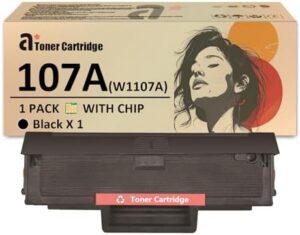 a Toner Cartridge
107A(W1107A)
1 PACK WITH CHIP
Black X 1
Toner Cartridge